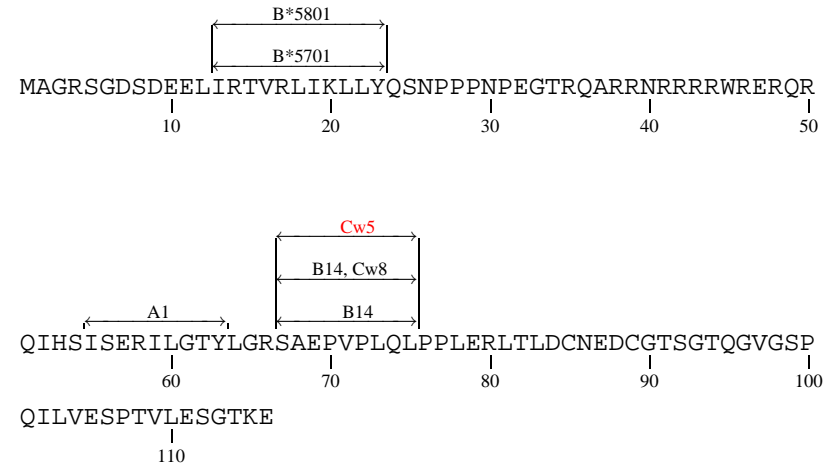 B*5801
B*5701
MAGRSGDSDEELIRTVRLIKLLYQSNPPPNPEGTRQARRNRRRRWRERQR
10 20 30 40 50
Cw5
B14, Cw8
A1 B14
QIHSISERILGTYLGRSAEPVPLQLPPLERLTLDCNEDCGTSGTQGVGSP
60 70 80 90 100
QILVESPTVLESGTKE
110